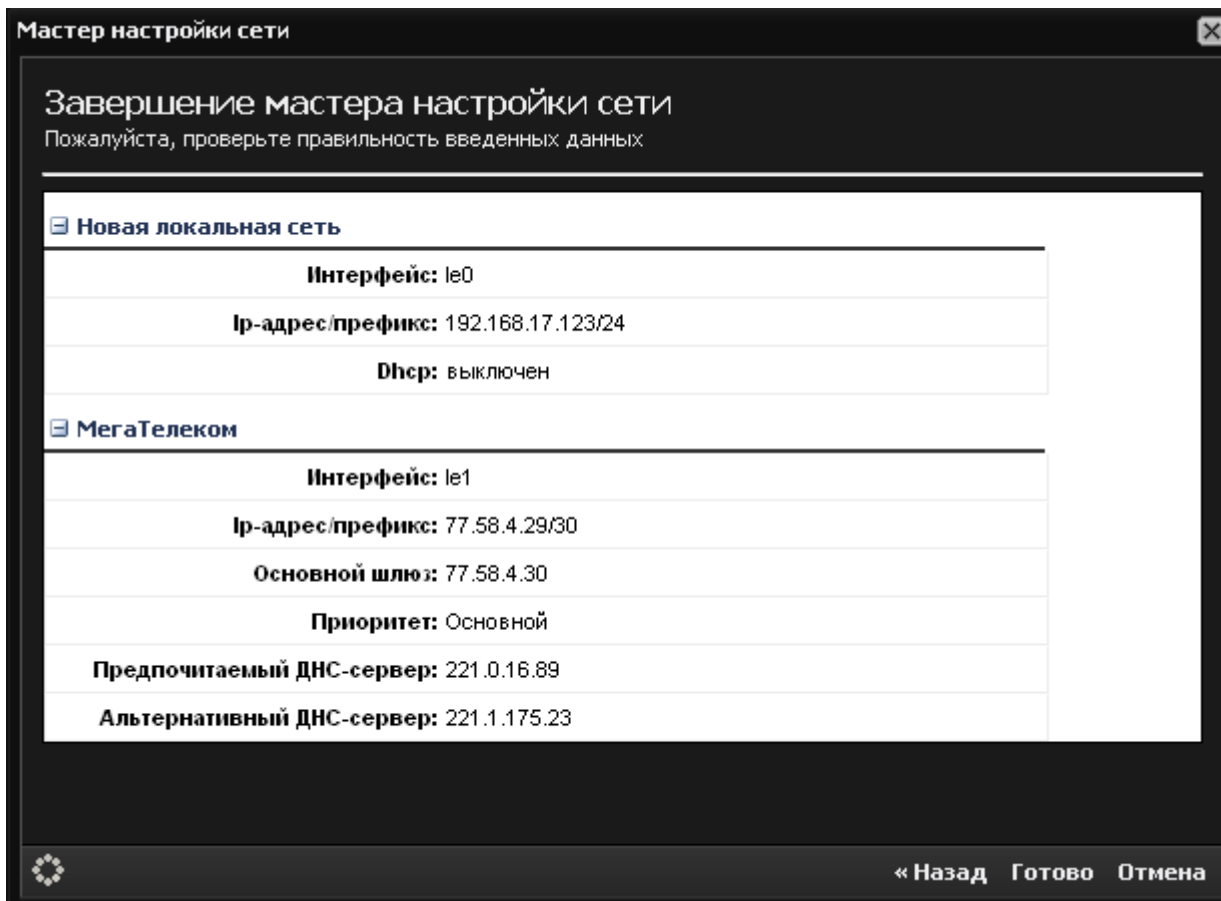 Мастер настройки сети
Завершение мастера настройки сети
Пожалуйста, проверьте правильность введенных данных
Новая локальная сеть
Интерфейс: le0
Ip-адрес/префикс: 192.168.17.123/24
Dhcp: выключен
МегаТелеком
Интерфейс: le1
Ip-адрес/префикс: 77.58.4.29/30
Основной шлюз: 77.58.4.30
Приоритет: Основной
Предпочитаемый ДНС-сервер: 221.0.16.89
Альтернативный ДНС-сервер: 221.1.175.23
« Назад Готово Отмена